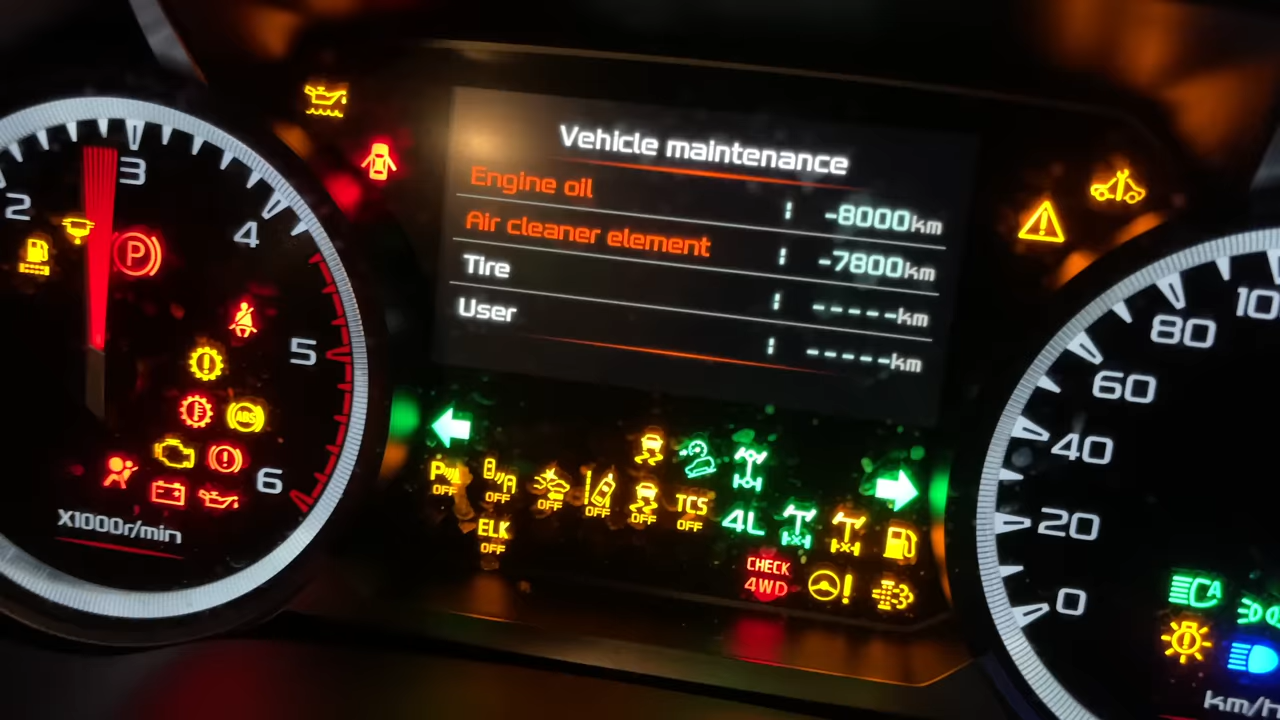 Vehicle maintenance
Engine oil : -8000km
Air cleaner element : -7800km
Tire : -----km
User : -----km
2
3
4
5
6
X1000r/min
P
ABS
P OFF
A OFF
OFF
OFF
OFF
TCS OFF
ELK OFF
4L
CHECK 4WD
10
80
60
40
20
0
A
km/h